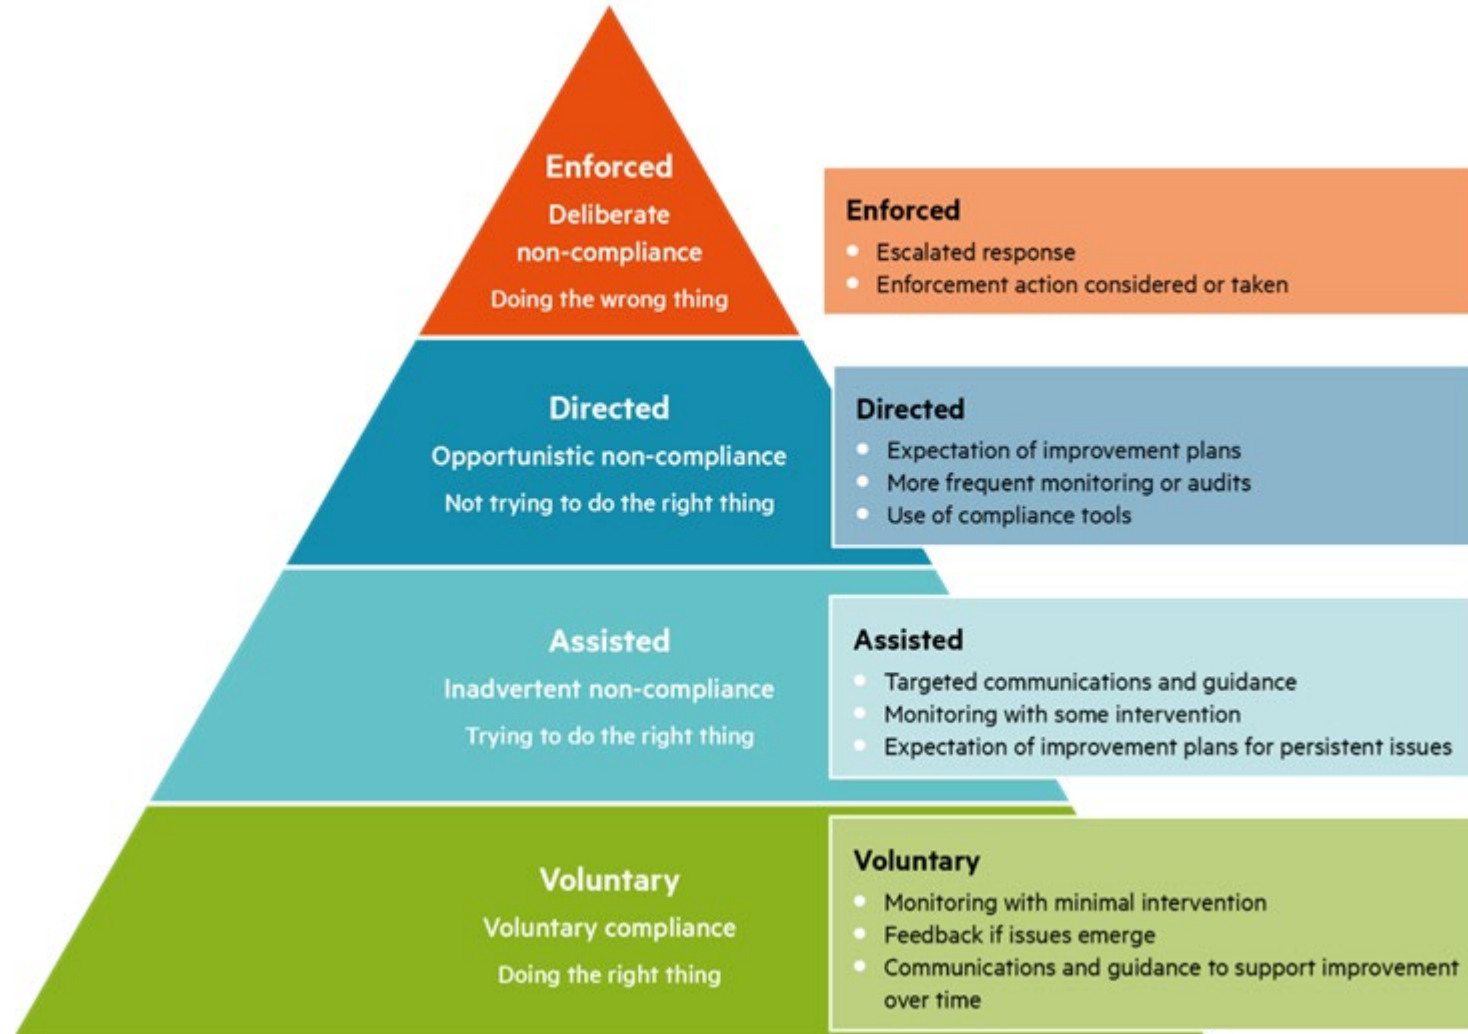 Enforced
Deliberate
non-compliance
Doing the wrong thing
Enforced
Escalated response
Enforcement action considered or taken
Directed
Opportunistic non-compliance
Not trying to do the right thing
Directed
Expectation of improvement plans
More frequent monitoring or audits
Use of compliance tools
Assisted
Inadvertent non-compliance
Trying to do the right thing
Assisted
Targeted communications and guidance
Monitoring with some intervention
Expectation of improvement plans for persistent issues
Voluntary
Voluntary compliance
Doing the right thing
Voluntary
Monitoring with minimal intervention
Feedback if issues emerge
Communications and guidance to support improvement
over time